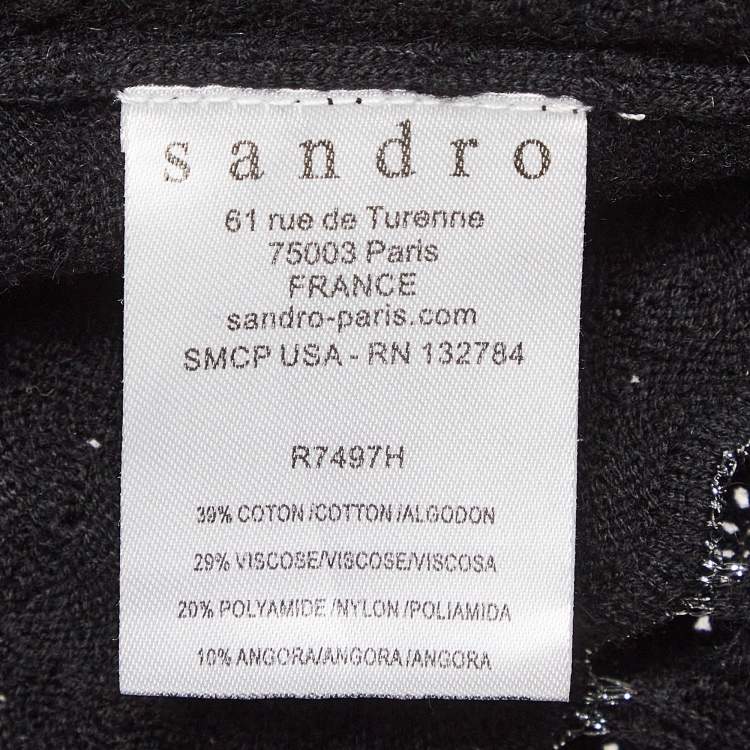 sandro
61 rue de Turenne
75003 Paris
FRANCE
sandro-paris.com
SMCP USA - RN 132784
R7497H
39% COTON/COTTON/ALGODON
29% VISCOSE/VISCOSE/VISCOSA
20% POLYAMIDE/NYLON/POLIAMIDA
10% ANGORA/ANGORA/ANGORA